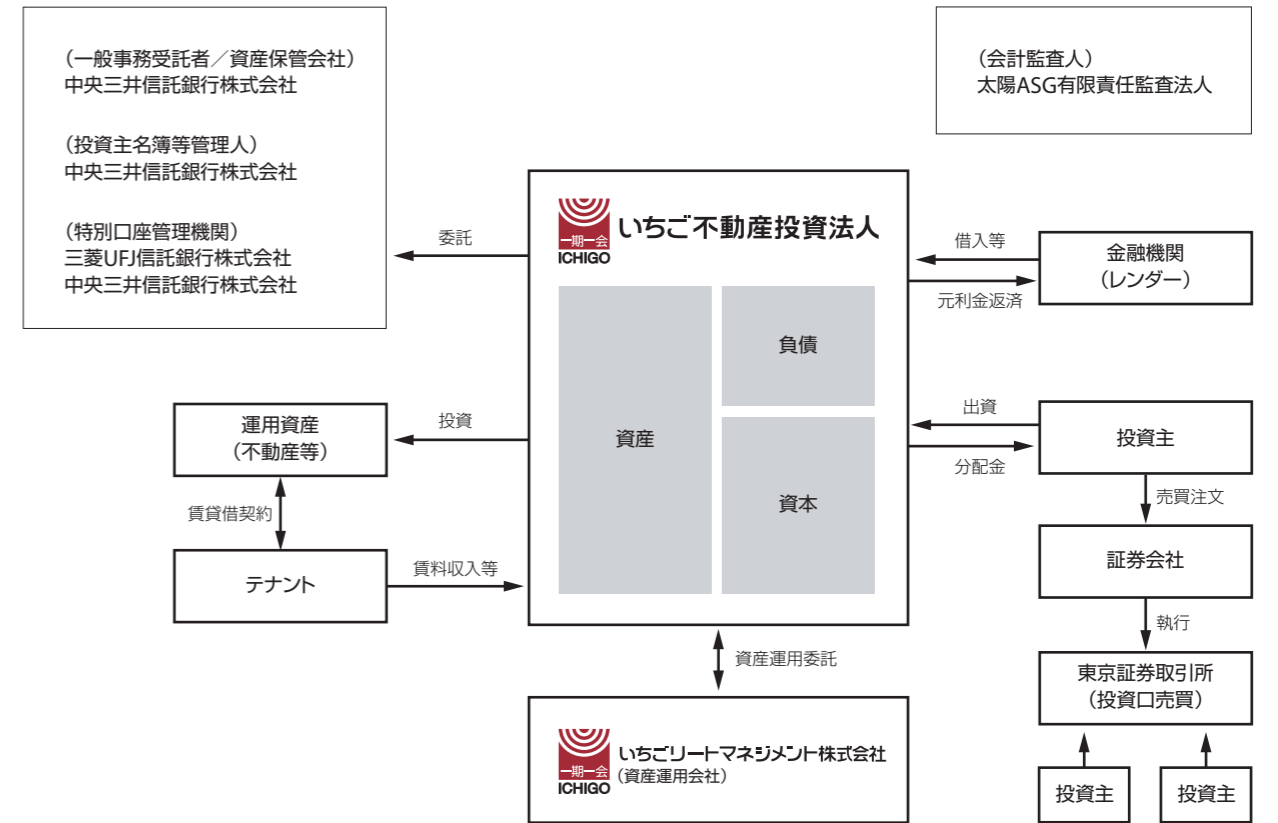 (一般事務受託者／資産保管会社)
中央三井信託銀行株式会社
(投資主名簿等管理人)
中央三井信託銀行株式会社
(特別口座管理機関)
三菱UFJ信託銀行株式会社
中央三井信託銀行株式会社
(会計監査人)
太陽ASG有限責任監査法人
委託
一期一会
ICHIGO
いちご不動産投資法人
借入等
元利金返済
金融機関
(レンダー)
資産
負債
資本
運用資産
(不動産等)
投資
賃貸借契約
テナント
賃料収入等
出資
分配金
投資主
売買注文
証券会社
執行
東京証券取引所
(投資口売買)
投資主
投資主
資産運用委託
一期一会
ICHIGO
いちごリートマネジメント株式会社
(資産運用会社)